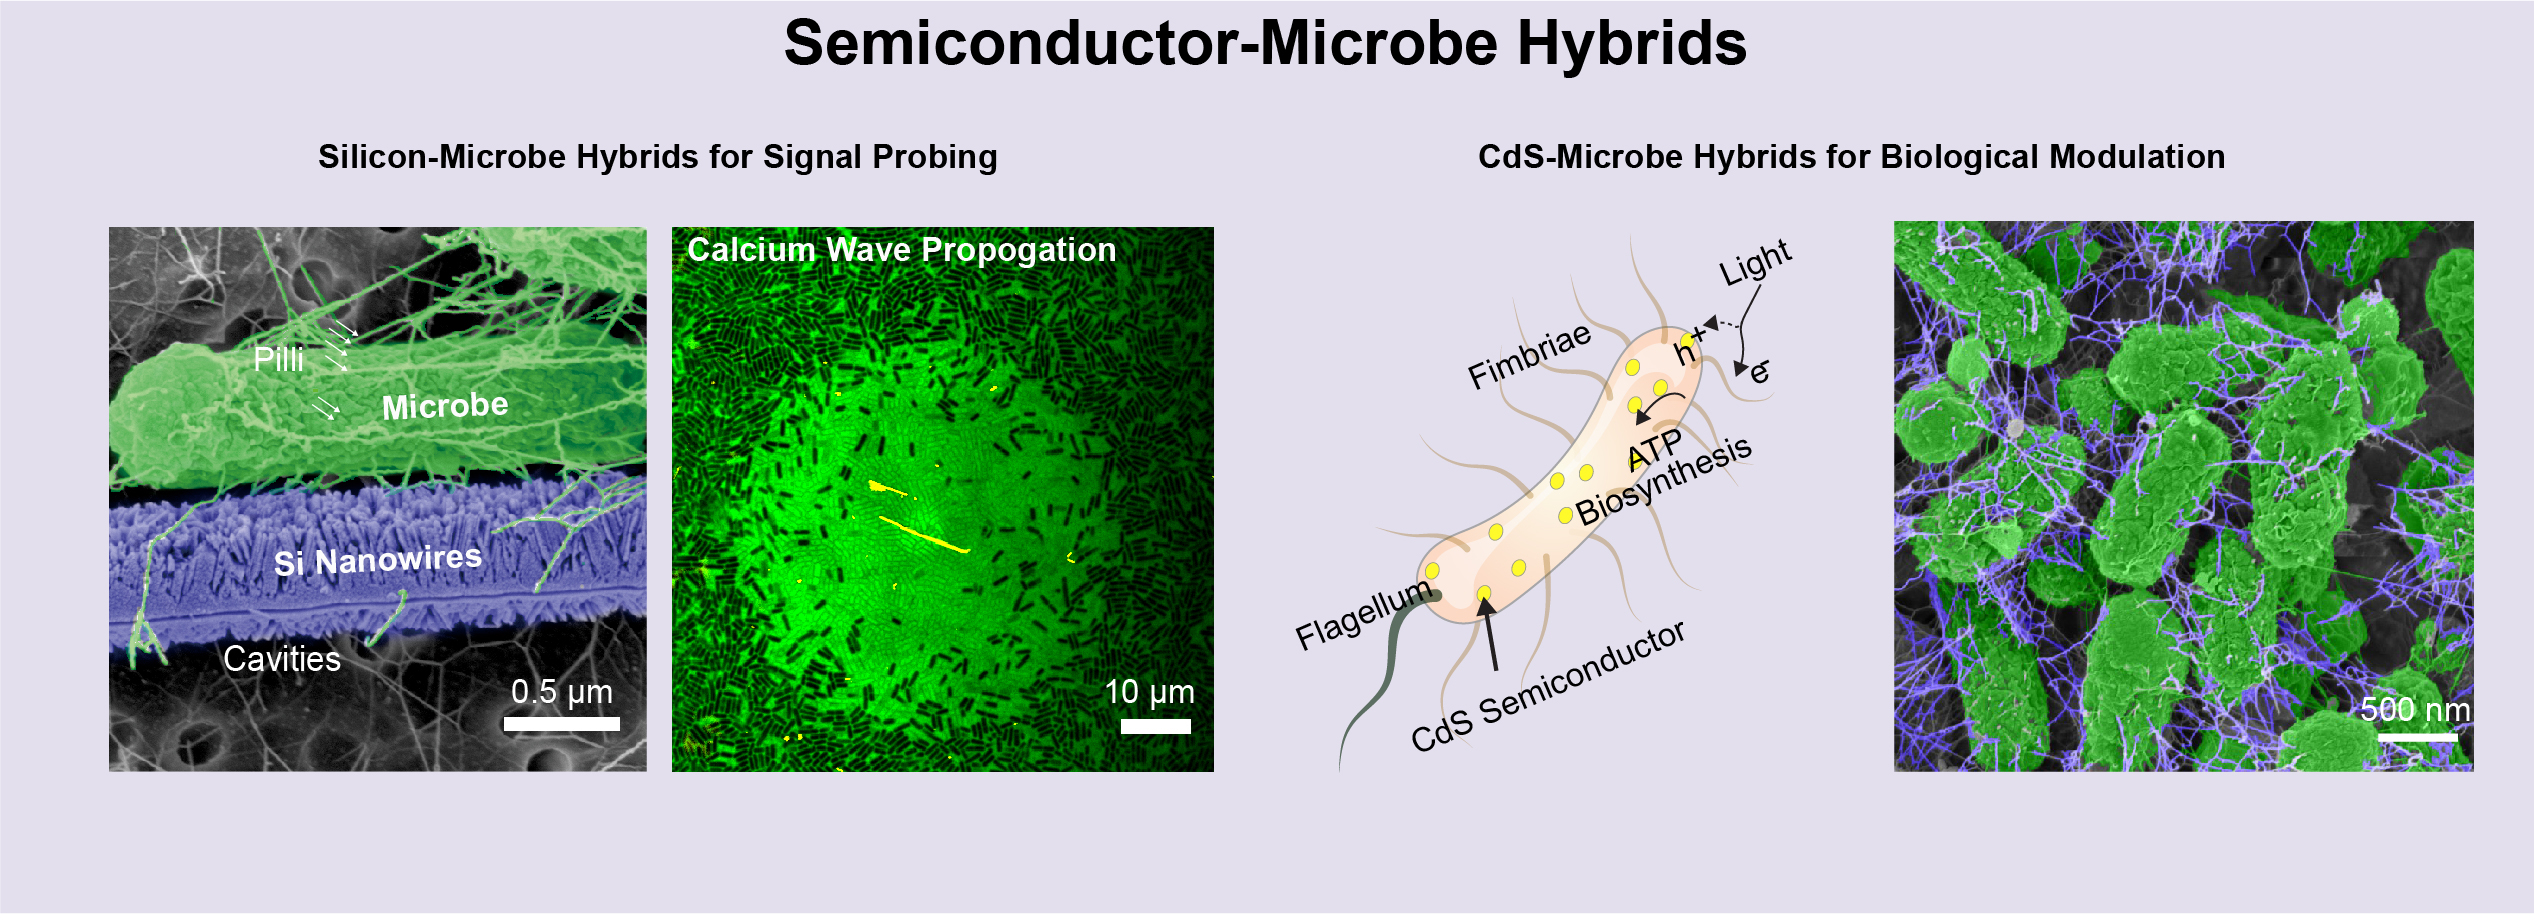 Semiconductor-Microbe Hybrids
Silicon-Microbe Hybrids for Signal Probing
Pilli
Microbe
Si Nanowires
Cavities
0.5 μm
Calcium Wave Propogation
10 μm
CdS-Microbe Hybrids for Biological Modulation
Light
h+
e-
Fimbriae
ATP
Biosynthesis
Flagellum
CdS Semiconductor
500 nm